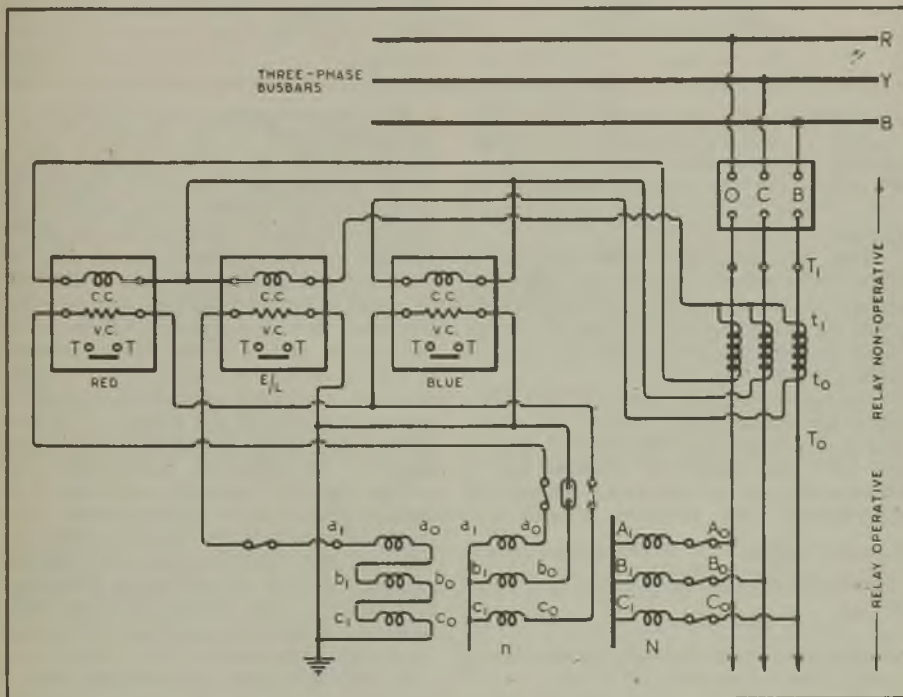 R
THREE-PHASE
BUSBARS
Y
B
O C B
T₁
C.C. C.C. C.C.
V.C. V.C. V.C.
T T T T T T
RED E/L BLUE
t₁
t₀
T₀
RELAY NON-OPERATIVE
RELAY OPERATIVE
a₁ a₀ a₁ a₀ A₁ A₀
b₁ b₀ b₁ b₀ B₁ B₀
c₁ c₀ c₁ c₀ C₁ C₀
n N